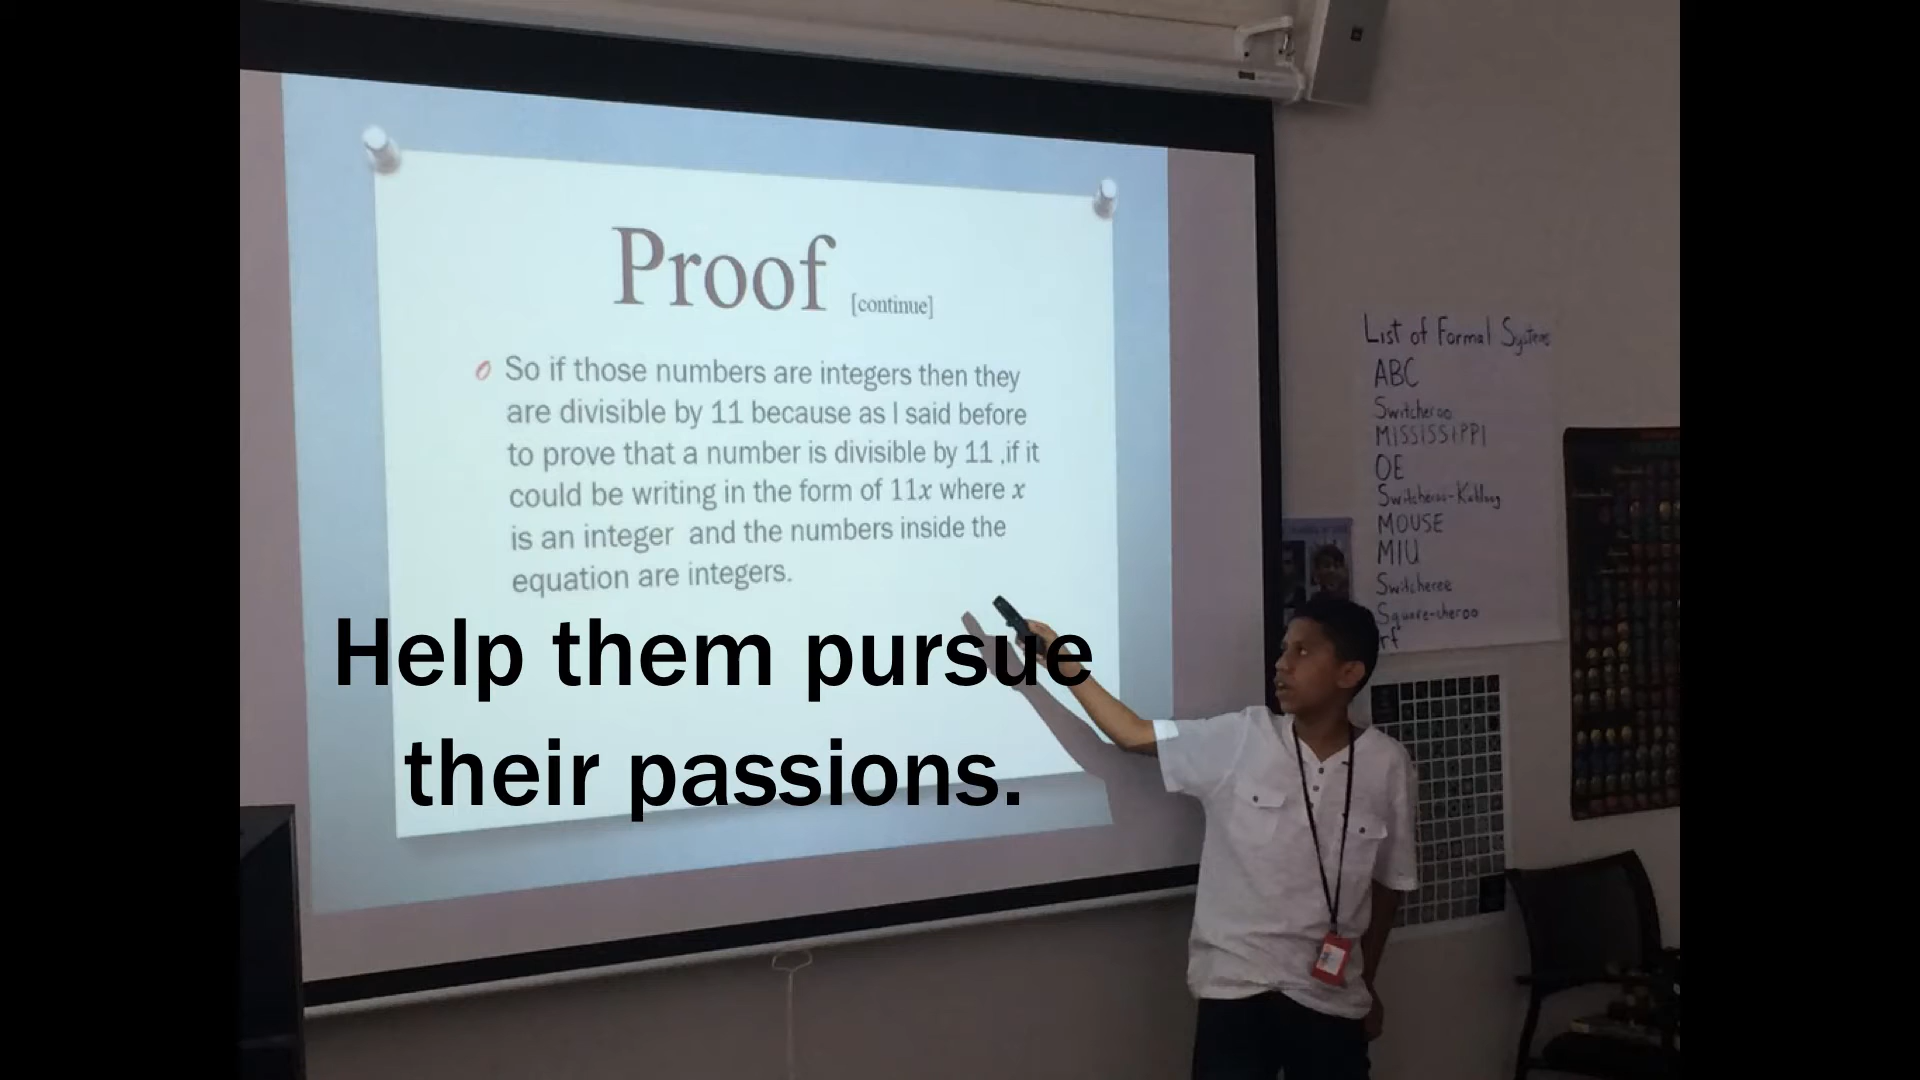 Proof [continue]
So if those numbers are integers then they
are divisible by 11 because as I said before
to prove that a number is divisible by 11 ,if it
could be writing in the form of 11x where x
is an integer and the numbers inside the
equation are integers.
Help them pursue
their passions.
List of Formal Systems
ABC
Switcheroo
MISSISSIPPI
OE
MOUSE
MIU
Switcheree
Square-cheroo